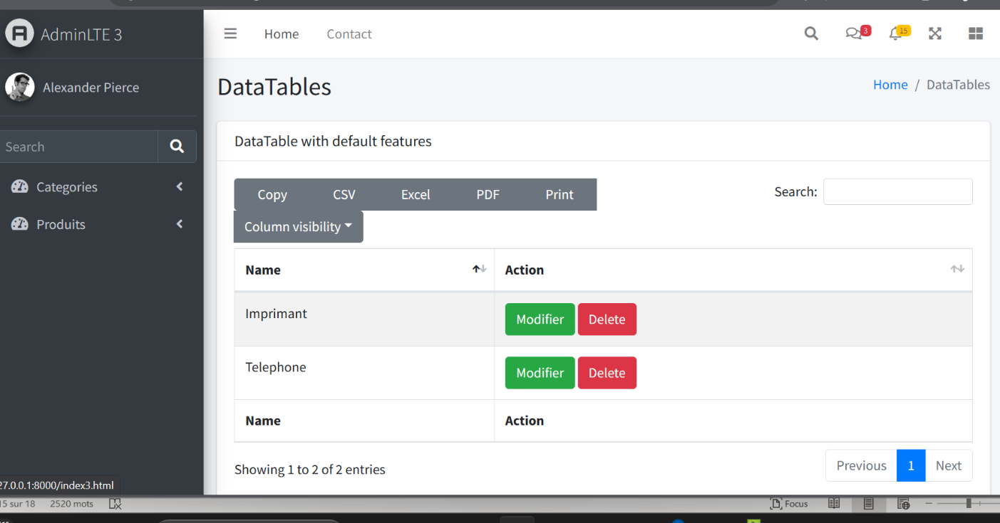 AdminLTE 3
Home Contact
3 15
Alexander Pierce
DataTables
Home / DataTables
Search
Categories
Produits
DataTable with default features
Copy CSV Excel PDF Print
Column visibility
Search:
Name Action
Imprimant Modifier Delete
Telephone Modifier Delete
Name Action
Showing 1 to 2 of 2 entries
Previous 1 Next
27.0.0.1:8000/index3.html
15 sur 18 2520 mots Focus